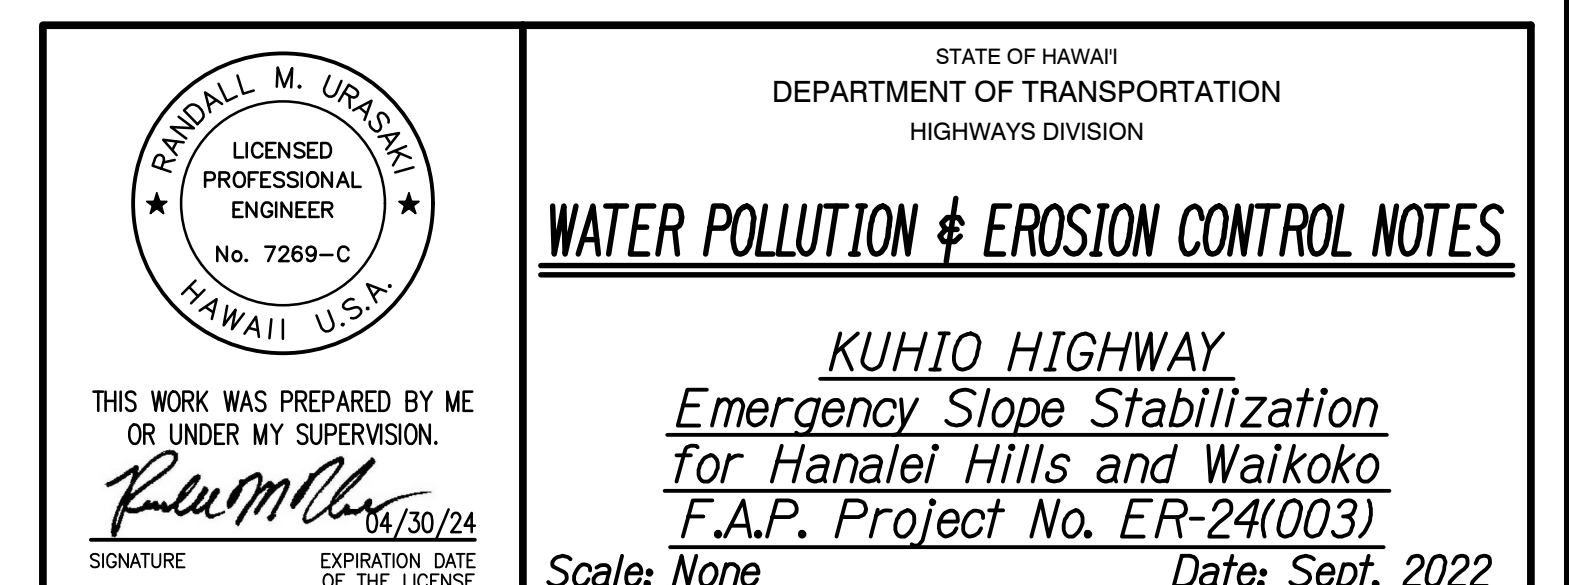 RANDALL M. URASAKI
LICENSED
PROFESSIONAL
ENGINEER
No. 7269-C
HAWAII U.S.A.
THIS WORK WAS PREPARED BY ME
OR UNDER MY SUPERVISION.
04/30/24
SIGNATURE EXPIRATION DATE
OF THE LICENSE
STATE OF HAWAI'I
DEPARTMENT OF TRANSPORTATION
HIGHWAYS DIVISION
WATER POLLUTION & EROSION CONTROL NOTES
KUHIO HIGHWAY
Emergency Slope Stabilization
for Hanalei Hills and Waikoko
F.A.P. Project No. ER-24(003)
Scale: None Date: Sept. 2022